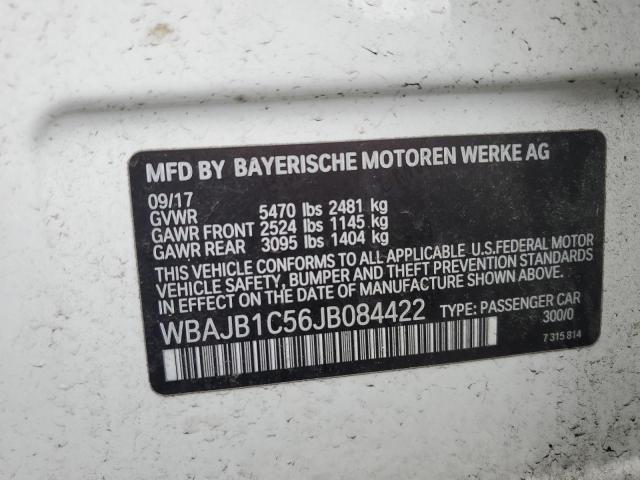 MFD BY BAYERISCHE MOTOREN WERKE AG
09/17
GVWR 5470 lbs 2481 kg
GAWR FRONT 2524 lbs 1145 kg
GAWR REAR 3095 lbs 1404 kg
THIS VEHICLE CONFORMS TO ALL APPLICABLE U.S.FEDERAL MOTOR
VEHICLE SAFETY, BUMPER AND THEFT PREVENTION STANDARDS
IN EFFECT ON THE DATE OF MANUFACTURE SHOWN ABOVE.
WBAJB1C56JB084422 TYPE: PASSENGER CAR
300/0
7 315 814